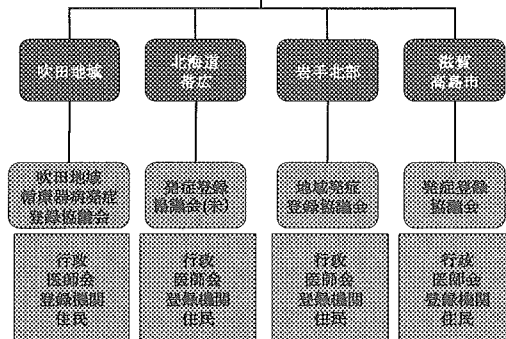 吹田地域
北海道
帯広
岩手北部
滋賀
高島市
吹田地域
循環器病発症
登録協議会
発症登録
協議会(未)
地域発症
登録協議会
発症登録
協議会
行政
医師会
登録機関
住民
行政
医師会
登録機関
住民
行政
医師会
登録機関
住民
行政
医師会
登録機関
住民